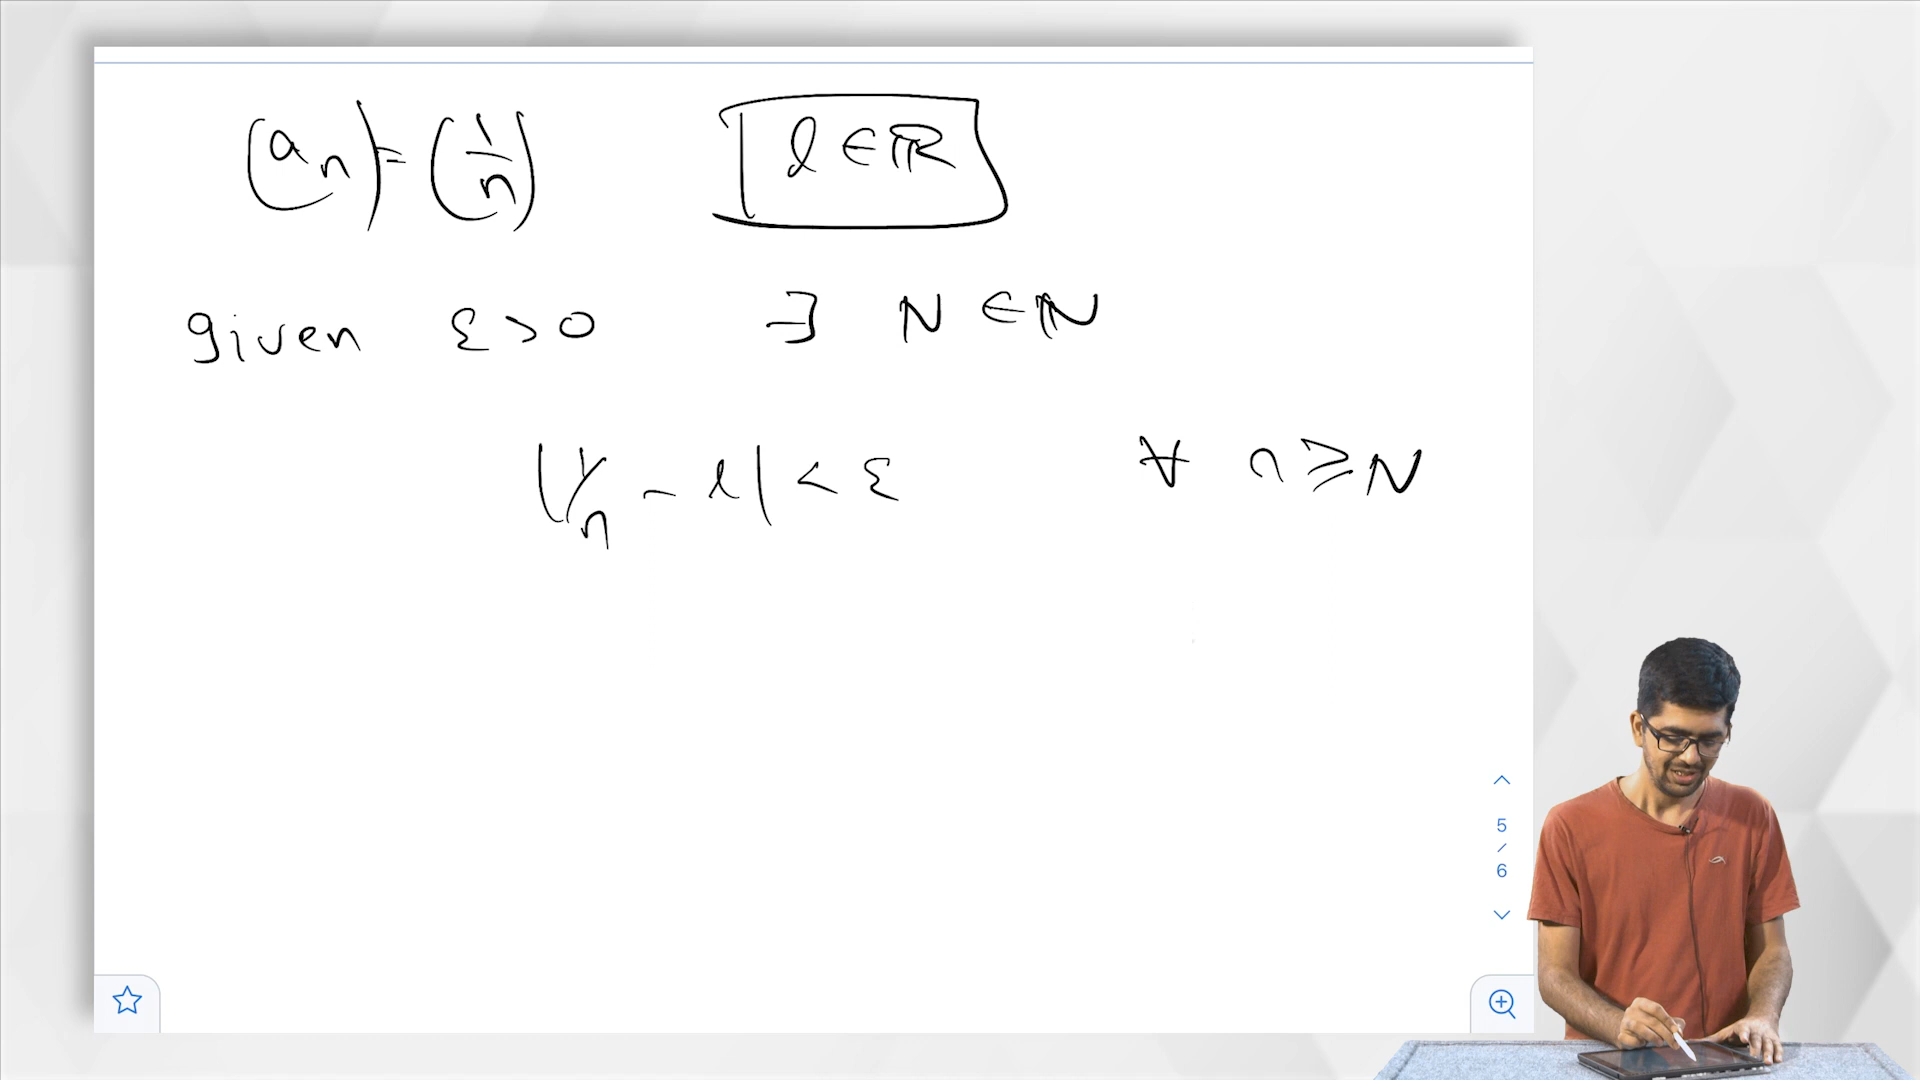 (aₙ) = (1/n) l ∈ ℝ
given ε > 0 ∃ N ∈ ℕ
|1/n - l| < ε ∀ n ≥ N
5
/
6